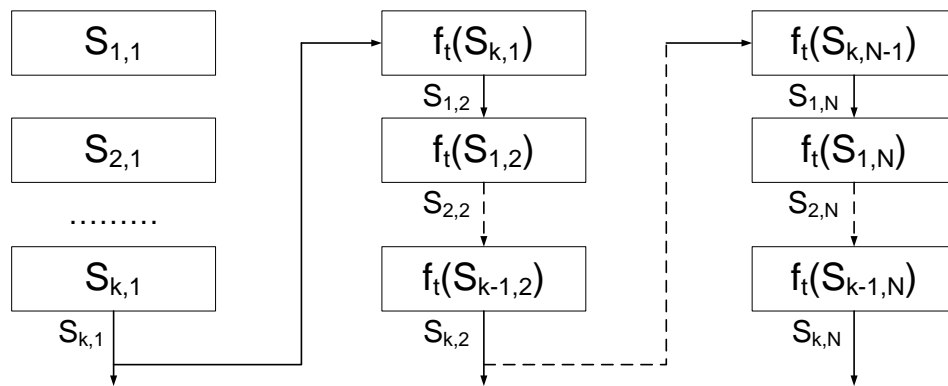 S1,1
S2,1
.........
Sk,1
Sk,1
ft(Sk,1)
S1,2
ft(S1,2)
S2,2
ft(Sk-1,2)
Sk,2
ft(Sk,N-1)
S1,N
ft(S1,N)
S2,N
ft(Sk-1,N)
Sk,N